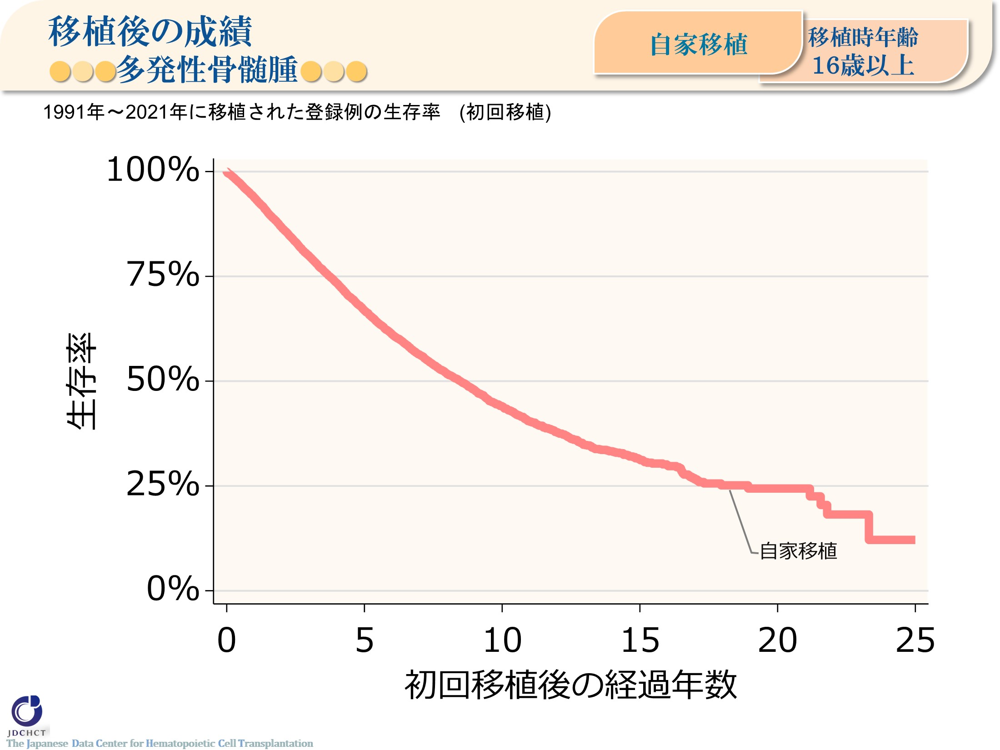 移植後の成績
多発性骨髄腫
自家移植
移植時年齢
16歳以上
1991年～2021年に移植された登録例の生存率　(初回移植)
100%
75%
50%
25%
0%
生存率
自家移植
0 5 10 15 20 25
初回移植後の経過年数
JDCHCT
The Japanese Data Center for Hematopoietic Cell Transplantation